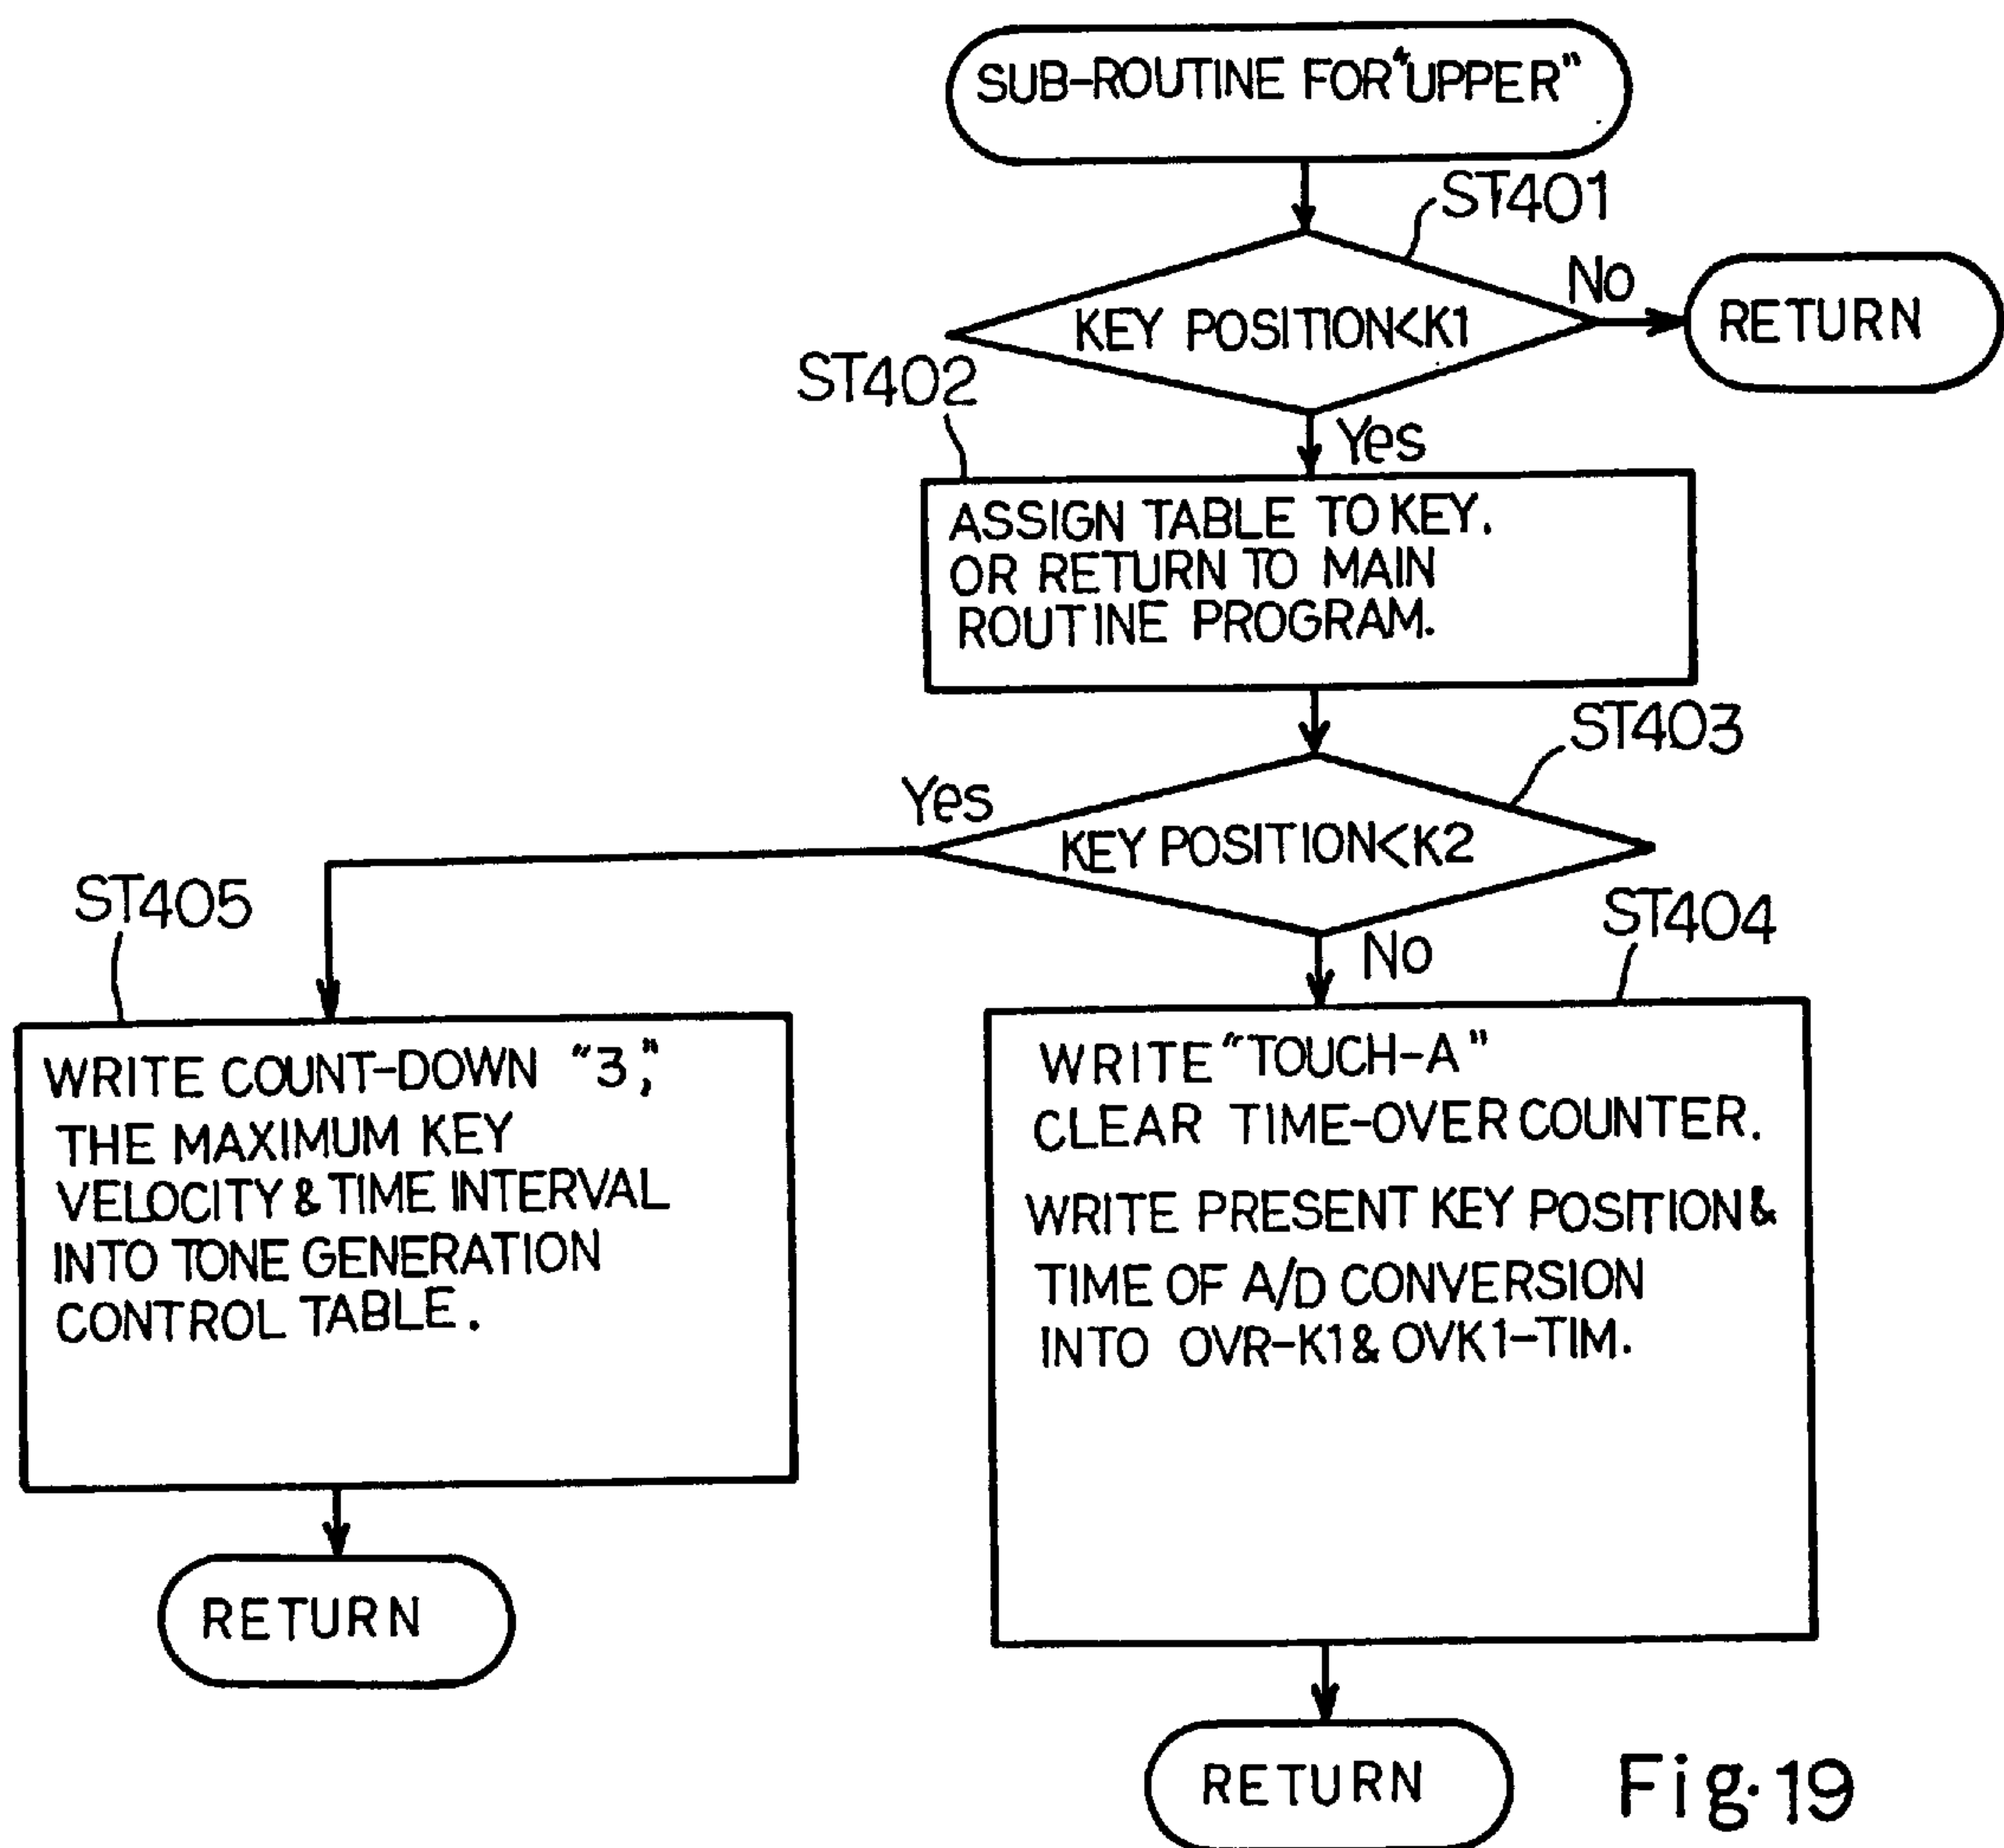 SUB-ROUTINE FOR "UPPER"
ST401
KEY POSITION<K1
No
RETURN
ST402
Yes
ASSIGN TABLE TO KEY.
OR RETURN TO MAIN
ROUTINE PROGRAM.
ST403
Yes
KEY POSITION<K2
ST405
No
ST404
WRITE COUNT-DOWN "3,"
THE MAXIMUM KEY
VELOCITY & TIME INTERVAL
INTO TONE GENERATION
CONTROL TABLE.
RETURN
WRITE "TOUCH-A"
CLEAR TIME-OVER COUNTER.
WRITE PRESENT KEY POSITION &
TIME OF A/D CONVERSION
INTO OVR-K1 & OVK1-TIM.
RETURN
Fig. 19